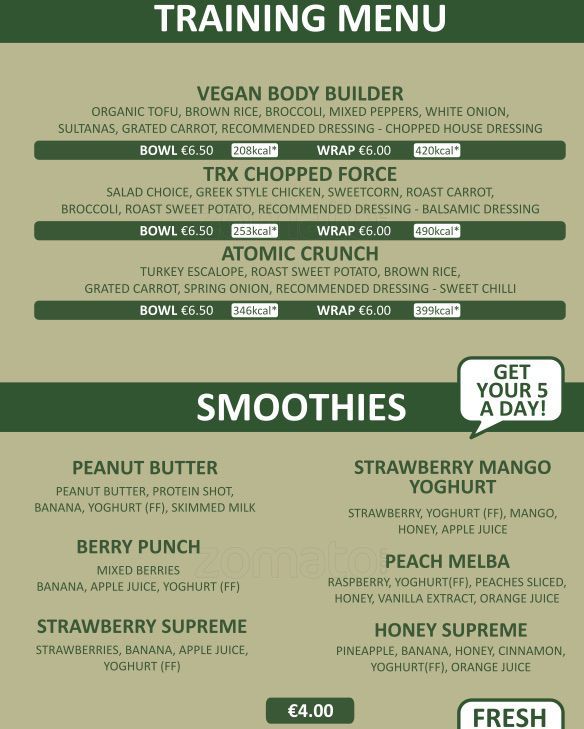 TRAINING MENU
VEGAN BODY BUILDER
ORGANIC TOFU, BROWN RICE, BROCCOLI, MIXED PEPPERS, WHITE ONION,
SULTANAS, GRATED CARROT, RECOMMENDED DRESSING - CHOPPED HOUSE DRESSING
BOWL €6.50 208kcal* WRAP €6.00 420kcal*
TRX CHOPPED FORCE
SALAD CHOICE, GREEK STYLE CHICKEN, SWEETCORN, ROAST CARROT,
BROCCOLI, ROAST SWEET POTATO, RECOMMENDED DRESSING - BALSAMIC DRESSING
BOWL €6.50 253kcal* WRAP €6.00 490kcal*
ATOMIC CRUNCH
TURKEY ESCALOPE, ROAST SWEET POTATO, BROWN RICE,
GRATED CARROT, SPRING ONION, RECOMMENDED DRESSING - SWEET CHILLI
BOWL €6.50 346kcal* WRAP €6.00 399kcal*
GET
YOUR 5
A DAY!
SMOOTHIES
PEANUT BUTTER
PEANUT BUTTER, PROTEIN SHOT,
BANANA, YOGHURT (FF), SKIMMED MILK
BERRY PUNCH
MIXED BERRIES
BANANA, APPLE JUICE, YOGHURT (FF)
STRAWBERRY SUPREME
STRAWBERRIES, BANANA, APPLE JUICE,
YOGHURT (FF)
STRAWBERRY MANGO
YOGHURT
STRAWBERRY, YOGHURT (FF), MANGO,
HONEY, APPLE JUICE
PEACH MELBA
RASPBERRY, YOGHURT(FF), PEACHES SLICED,
HONEY, VANILLA EXTRACT, ORANGE JUICE
HONEY SUPREME
PINEAPPLE, BANANA, HONEY, CINNAMON,
YOGHURT(FF), ORANGE JUICE
zomato
€4.00
FRESH